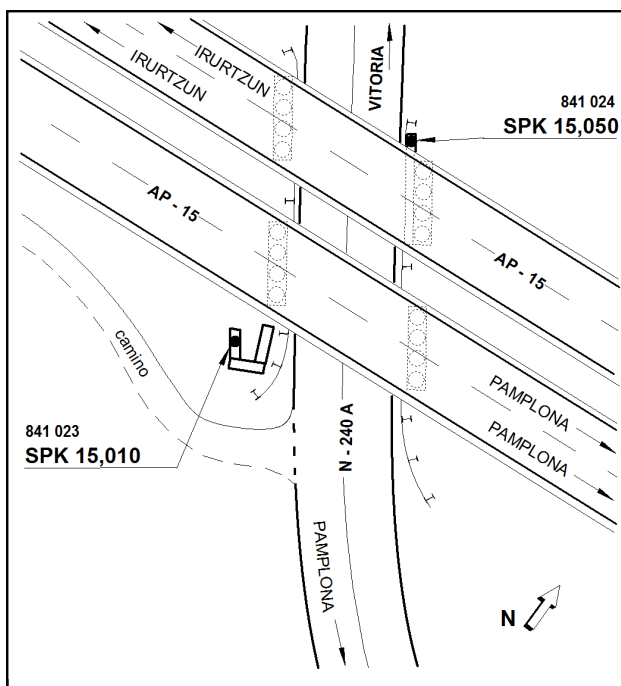 IRURTZUN
IRURTZUN
VITORIA
841 024
SPK 15,050
AP - 15
AP - 15
camino
841 023
SPK 15,010
N - 240 A
PAMPLONA
PAMPLONA
PAMPLONA
N